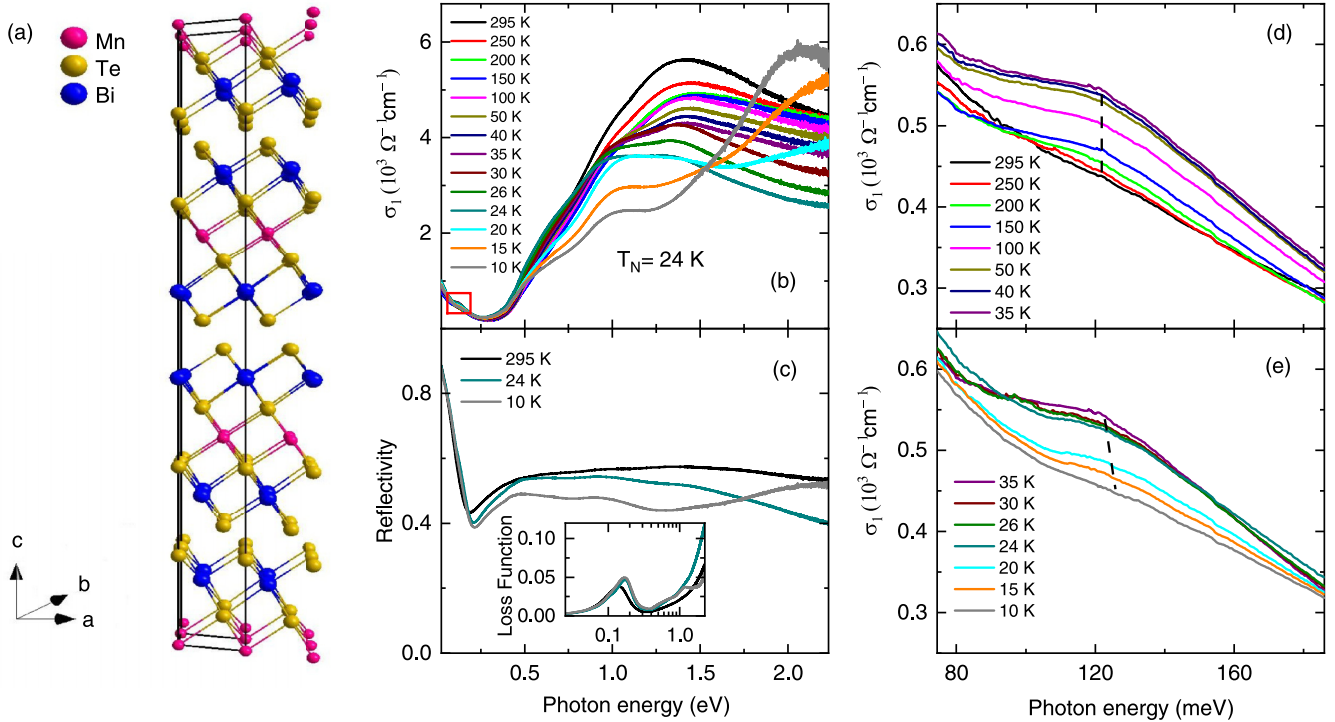 (a)
Mn
Te
Bi
c
b
a
6
4
2
σ₁ (10³ Ω⁻¹cm⁻¹)
295 K
250 K
200 K
150 K
100 K
50 K
40 K
35 K
30 K
26 K
24 K
20 K
15 K
10 K
T_N= 24 K
(b)
0.8
0.4
0.0
Reflectivity
295 K
24 K
10 K
(c)
Loss Function
0.10
0.05
0.00
0.1
1.0
0.0
0.5
1.0
1.5
2.0
Photon energy (eV)
0.6
0.5
0.4
0.3
σ₁ (10³ Ω⁻¹cm⁻¹)
(d)
295 K
250 K
200 K
150 K
100 K
50 K
40 K
35 K
0.6
0.5
0.4
0.3
σ₁ (10³ Ω⁻¹cm⁻¹)
(e)
35 K
30 K
26 K
24 K
20 K
15 K
10 K
80
120
160
Photon energy (meV)